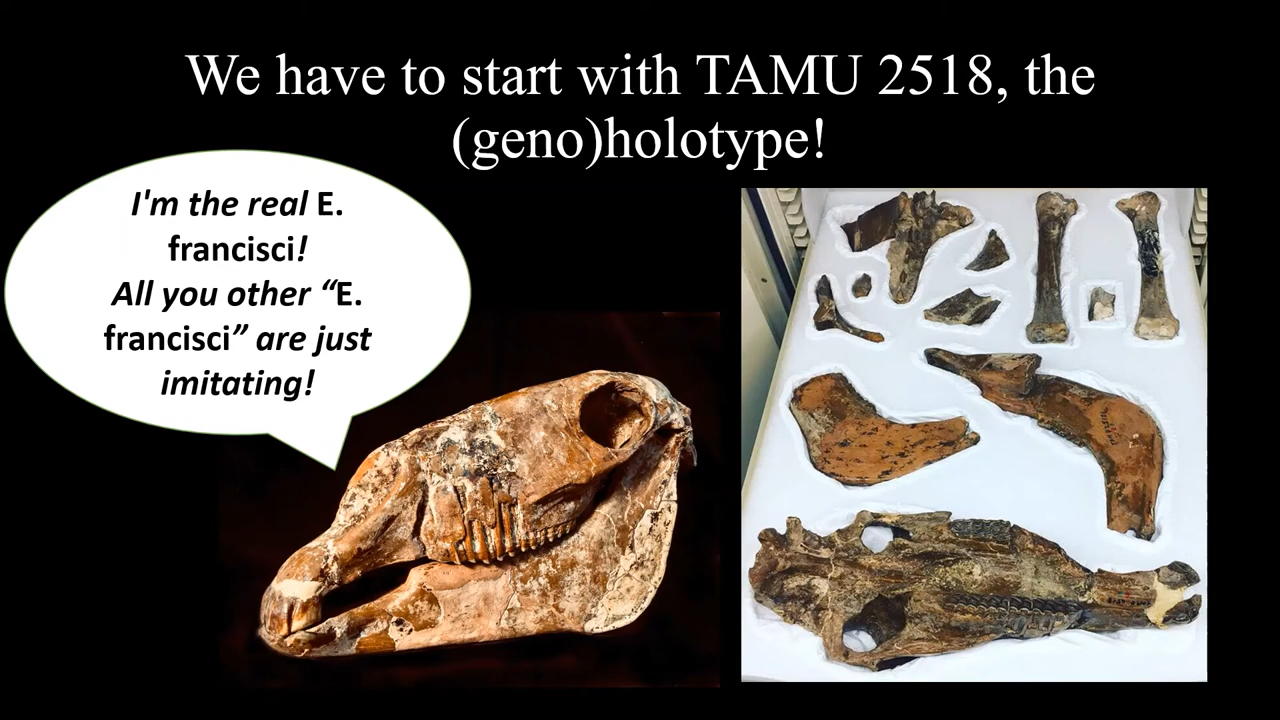 We have to start with TAMU 2518, the
(geno)holotype!
I'm the real E.
francisci!
All you other “E.
francisci” are just
imitating!